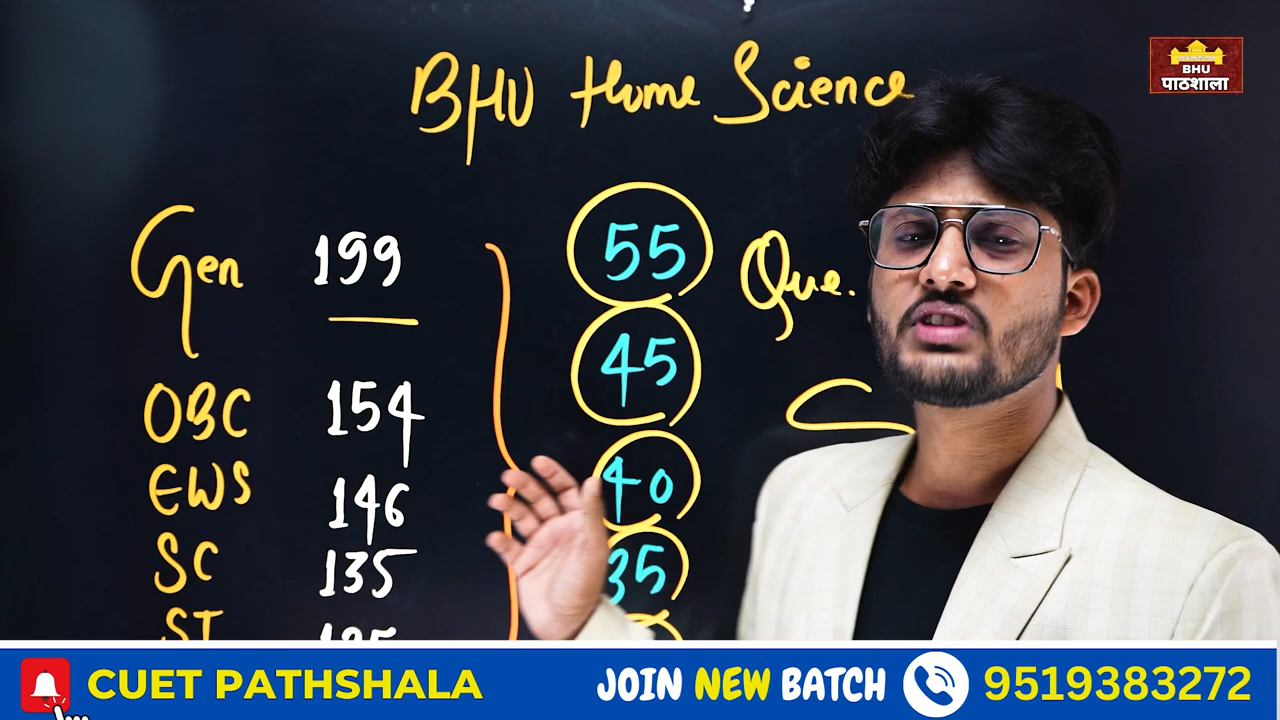 BHU Home Science
BHU
पाठशाला
Gen 199 55 Que.
OBC 154 45
EWS 146 40
SC 135 35
ST
CUET PATHSHALA JOIN NEW BATCH 9519383272